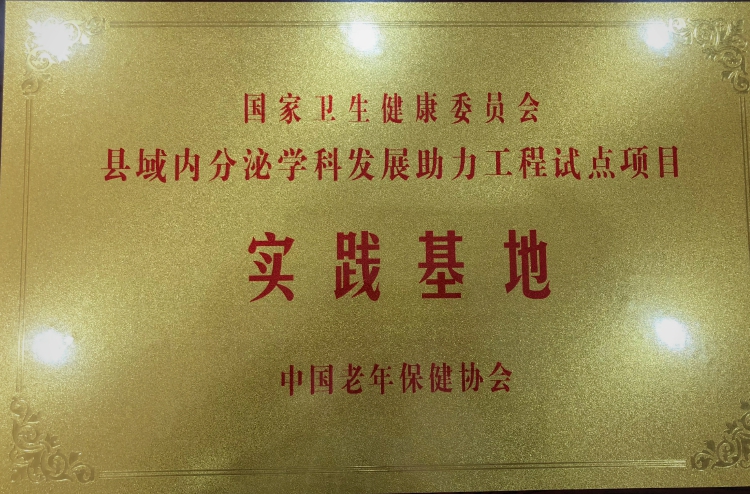 国家卫生健康委员会
县域内分泌学科发展助力工程试点项目
实践基地
中国老年保健协会